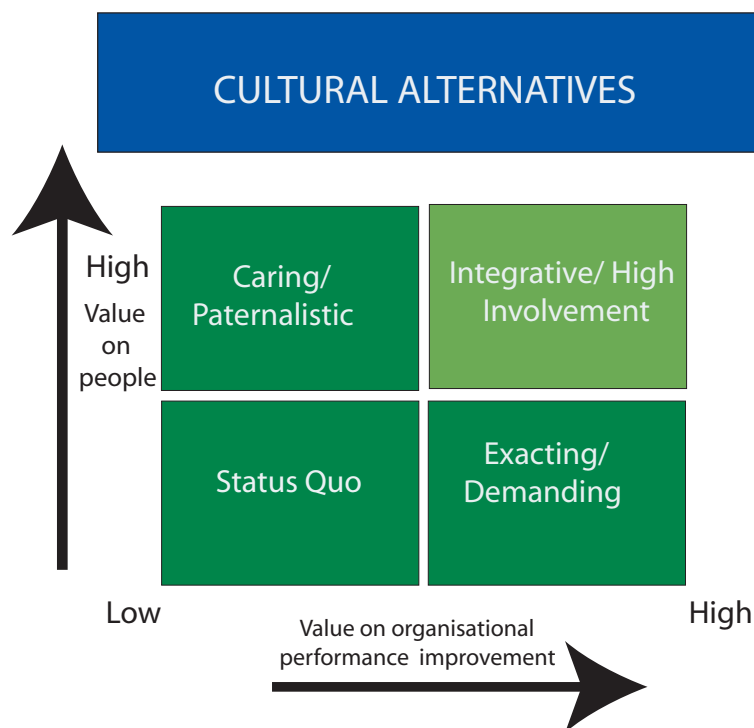 CULTURAL ALTERNATIVES
High
Value
on
people
Caring/
Paternalistic
Integrative/ High
Involvement
Status Quo
Exacting/
Demanding
Low
High
Value on organisational
performance improvement